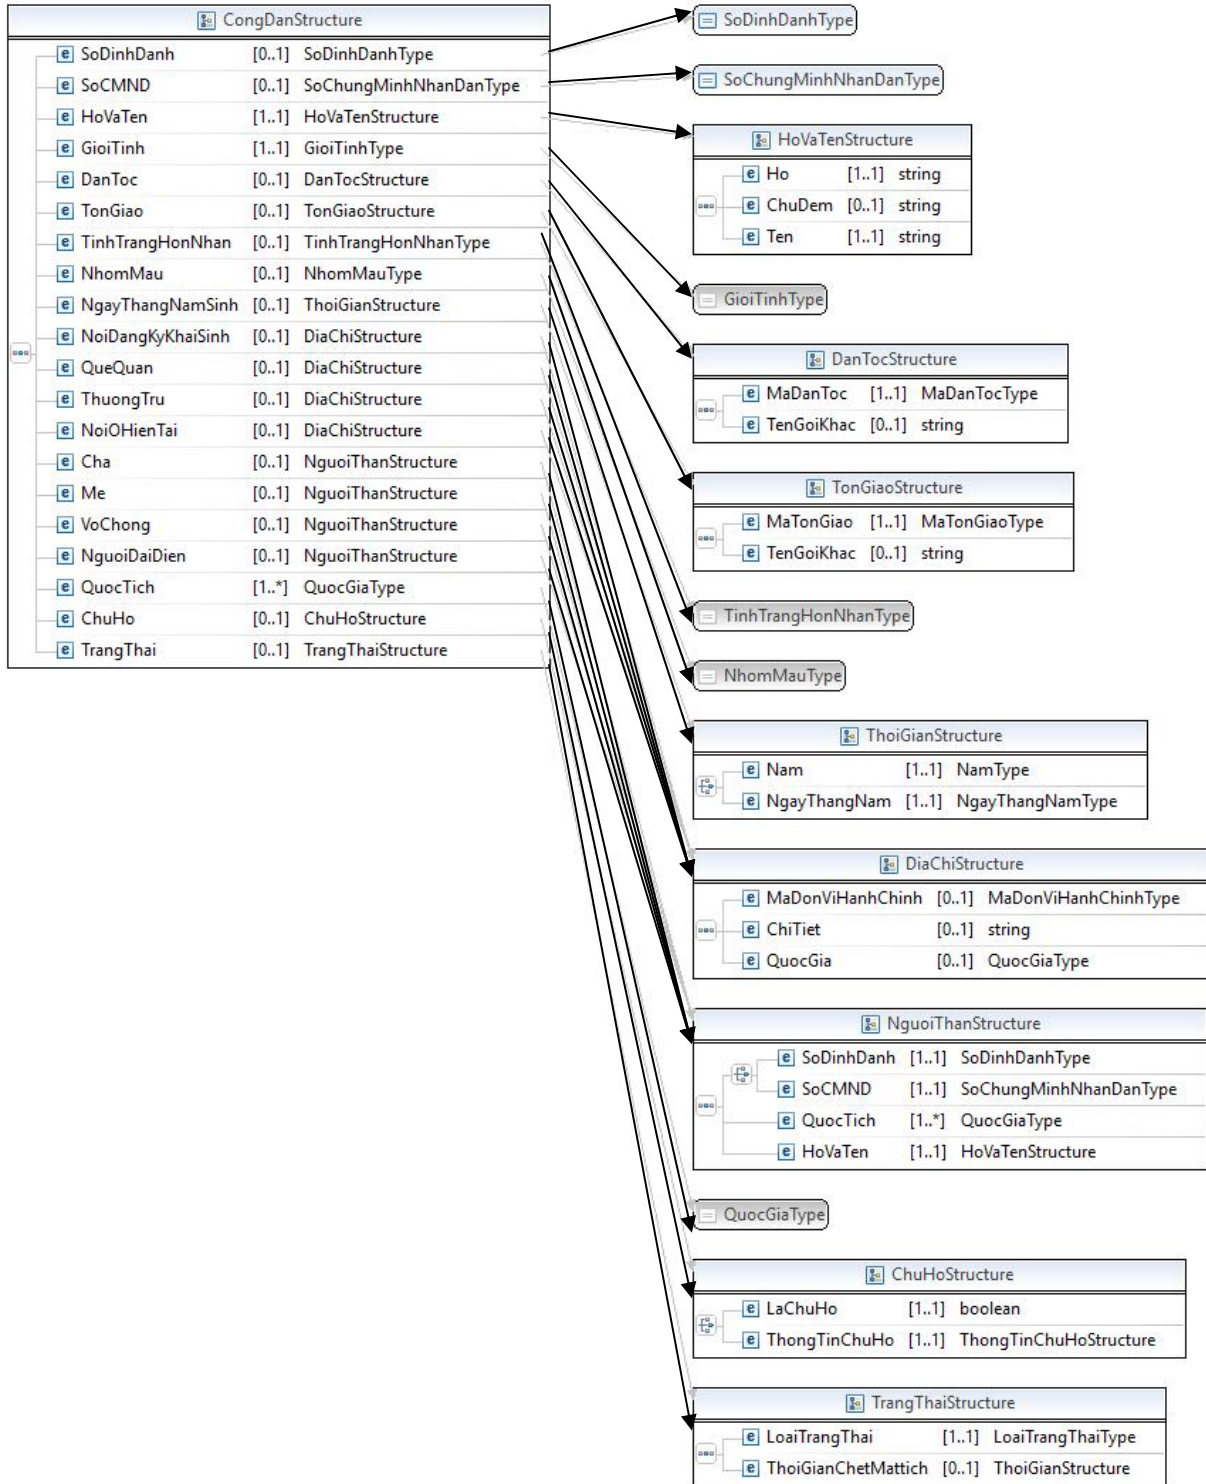 CongDanStructure
SoDinhDanh [0..1] SoDinhDanhType
SoCMND [0..1] SoChungMinhNhanDanType
HoVaTen [1..1] HoVaTenStructure
GioiTinh [1..1] GioiTinhType
DanToc [0..1] DanTocStructure
TonGiao [0..1] TonGiaoStructure
TinhTrangHonNhan [0..1] TinhTrangHonNhanType
NhomMau [0..1] NhomMauType
NgayThangNamSinh [0..1] ThoiGianStructure
NoiDangKyKhaiSinh [0..1] DiaChiStructure
QueQuan [0..1] DiaChiStructure
ThuongTru [0..1] DiaChiStructure
NoiOHienTai [0..1] DiaChiStructure
Cha [0..1] NguoiThanStructure
Me [0..1] NguoiThanStructure
VoChong [0..1] NguoiThanStructure
NguoiDaiDien [0..1] NguoiThanStructure
QuocTich [1..*] QuocGiaType
ChuHo [0..1] ChuHoStructure
TrangThai [0..1] TrangThaiStructure
SoDinhDanhType
SoChungMinhNhanDanType
HoVaTenStructure
Ho [1..1] string
ChuDem [0..1] string
Ten [1..1] string
GioiTinhType
DanTocStructure
MaDanToc [1..1] MaDanTocType
TenGoiKhac [0..1] string
TonGiaoStructure
MaTonGiao [1..1] MaTonGiaoType
TenGoiKhac [0..1] string
TinhTrangHonNhanType
NhomMauType
ThoiGianStructure
Nam [1..1] NamType
NgayThangNam [1..1] NgayThangNamType
DiaChiStructure
MaDonViHanhChinh [0..1] MaDonViHanhChinhType
ChiTiet [0..1] string
QuocGia [0..1] QuocGiaType
NguoiThanStructure
SoDinhDanh [1..1] SoDinhDanhType
SoCMND [1..1] SoChungMinhNhanDanType
QuocTich [1..*] QuocGiaType
HoVaTen [1..1] HoVaTenStructure
QuocGiaType
ChuHoStructure
LaChuHo [1..1] boolean
ThongTinChuHo [1..1] ThongTinChuHoStructure
TrangThaiStructure
LoaiTrangThai [1..1] LoaiTrangThaiType
ThoiGianChetMattich [0..1] ThoiGianStructure